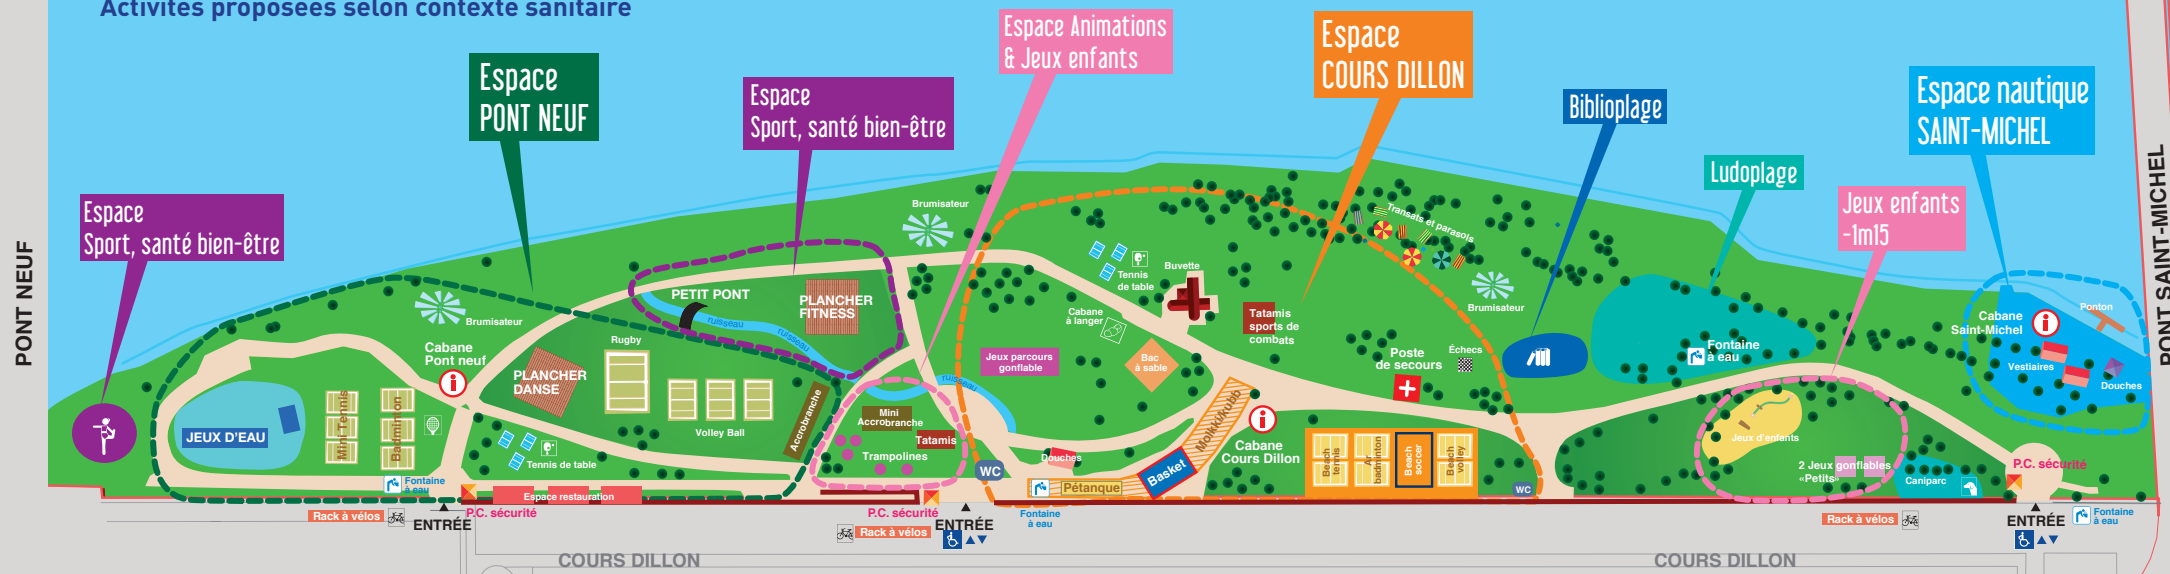 Activités proposées selon contexte sanitaire
PONT NEUF
Espace
Sport, santé bien-être
Espace
PONT NEUF
Espace
Sport, santé bien-être
Espace Animations
& Jeux enfants
Espace
COURS DILLON
Biblioplage
Ludoplage
Jeux enfants
-1m15
Espace nautique
SAINT-MICHEL
PONT SAINT-MICHEL
Brumisateur
Cabane
Pont neuf
JEUX D'EAU
Mini Tennis
Badminton
Fontaine
à eau
PLANCHER
DANSE
Rugby
Volley Ball
Tennis de table
Espace restauration
PETIT PONT
ruisseau
ruisseau
PLANCHER
FITNESS
Accrobranche
Mini
Accrobranche
Tatamis
Trampolines
Brumisateur
ruisseau
WC
Jeux parcours
gonflable
Tennis
de table
Cabane
à langer
Buvette
Bac
à sable
Tatamis
sports de
combats
Transats et parasols
Brumisateur
Douches
Pétanque
Basket
Molkki/Kubb
Cabane
Cours Dillon
Poste
de secours
Échecs
Beach
tennis
Air
badminton
Beach
soccer
Beach
volley
WC
Fontaine
à eau
Jeux d'enfants
2 Jeux gonflables
«Petits»
Caniparc
Cabane
Saint-Michel
Ponton
Vestiaires
Douches
P.C. sécurité
Rack à vélos
ENTRÉE
P.C. sécurité
P.C. sécurité
Rack à vélos
ENTRÉE
Fontaine
à eau
Rack à vélos
ENTRÉE
Fontaine
à eau
COURS DILLON
COURS DILLON